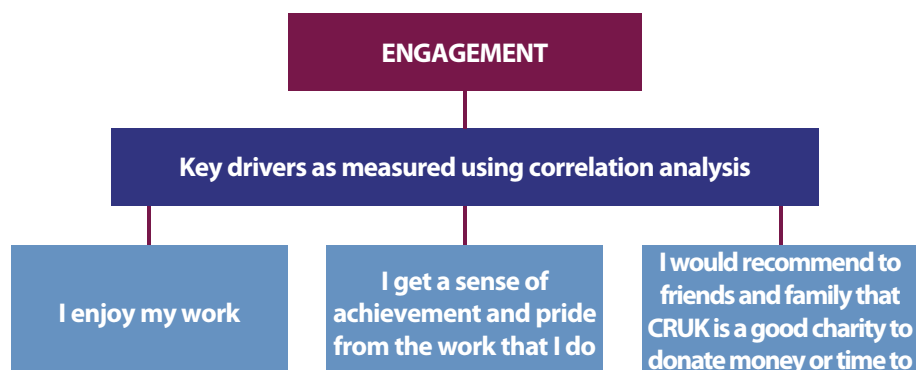 ENGAGEMENT
Key drivers as measured using correlation analysis
I enjoy my work
I get a sense of
achievement and pride
from the work that I do
I would recommend to
friends and family that
CRUK is a good charity to
donate money or time to